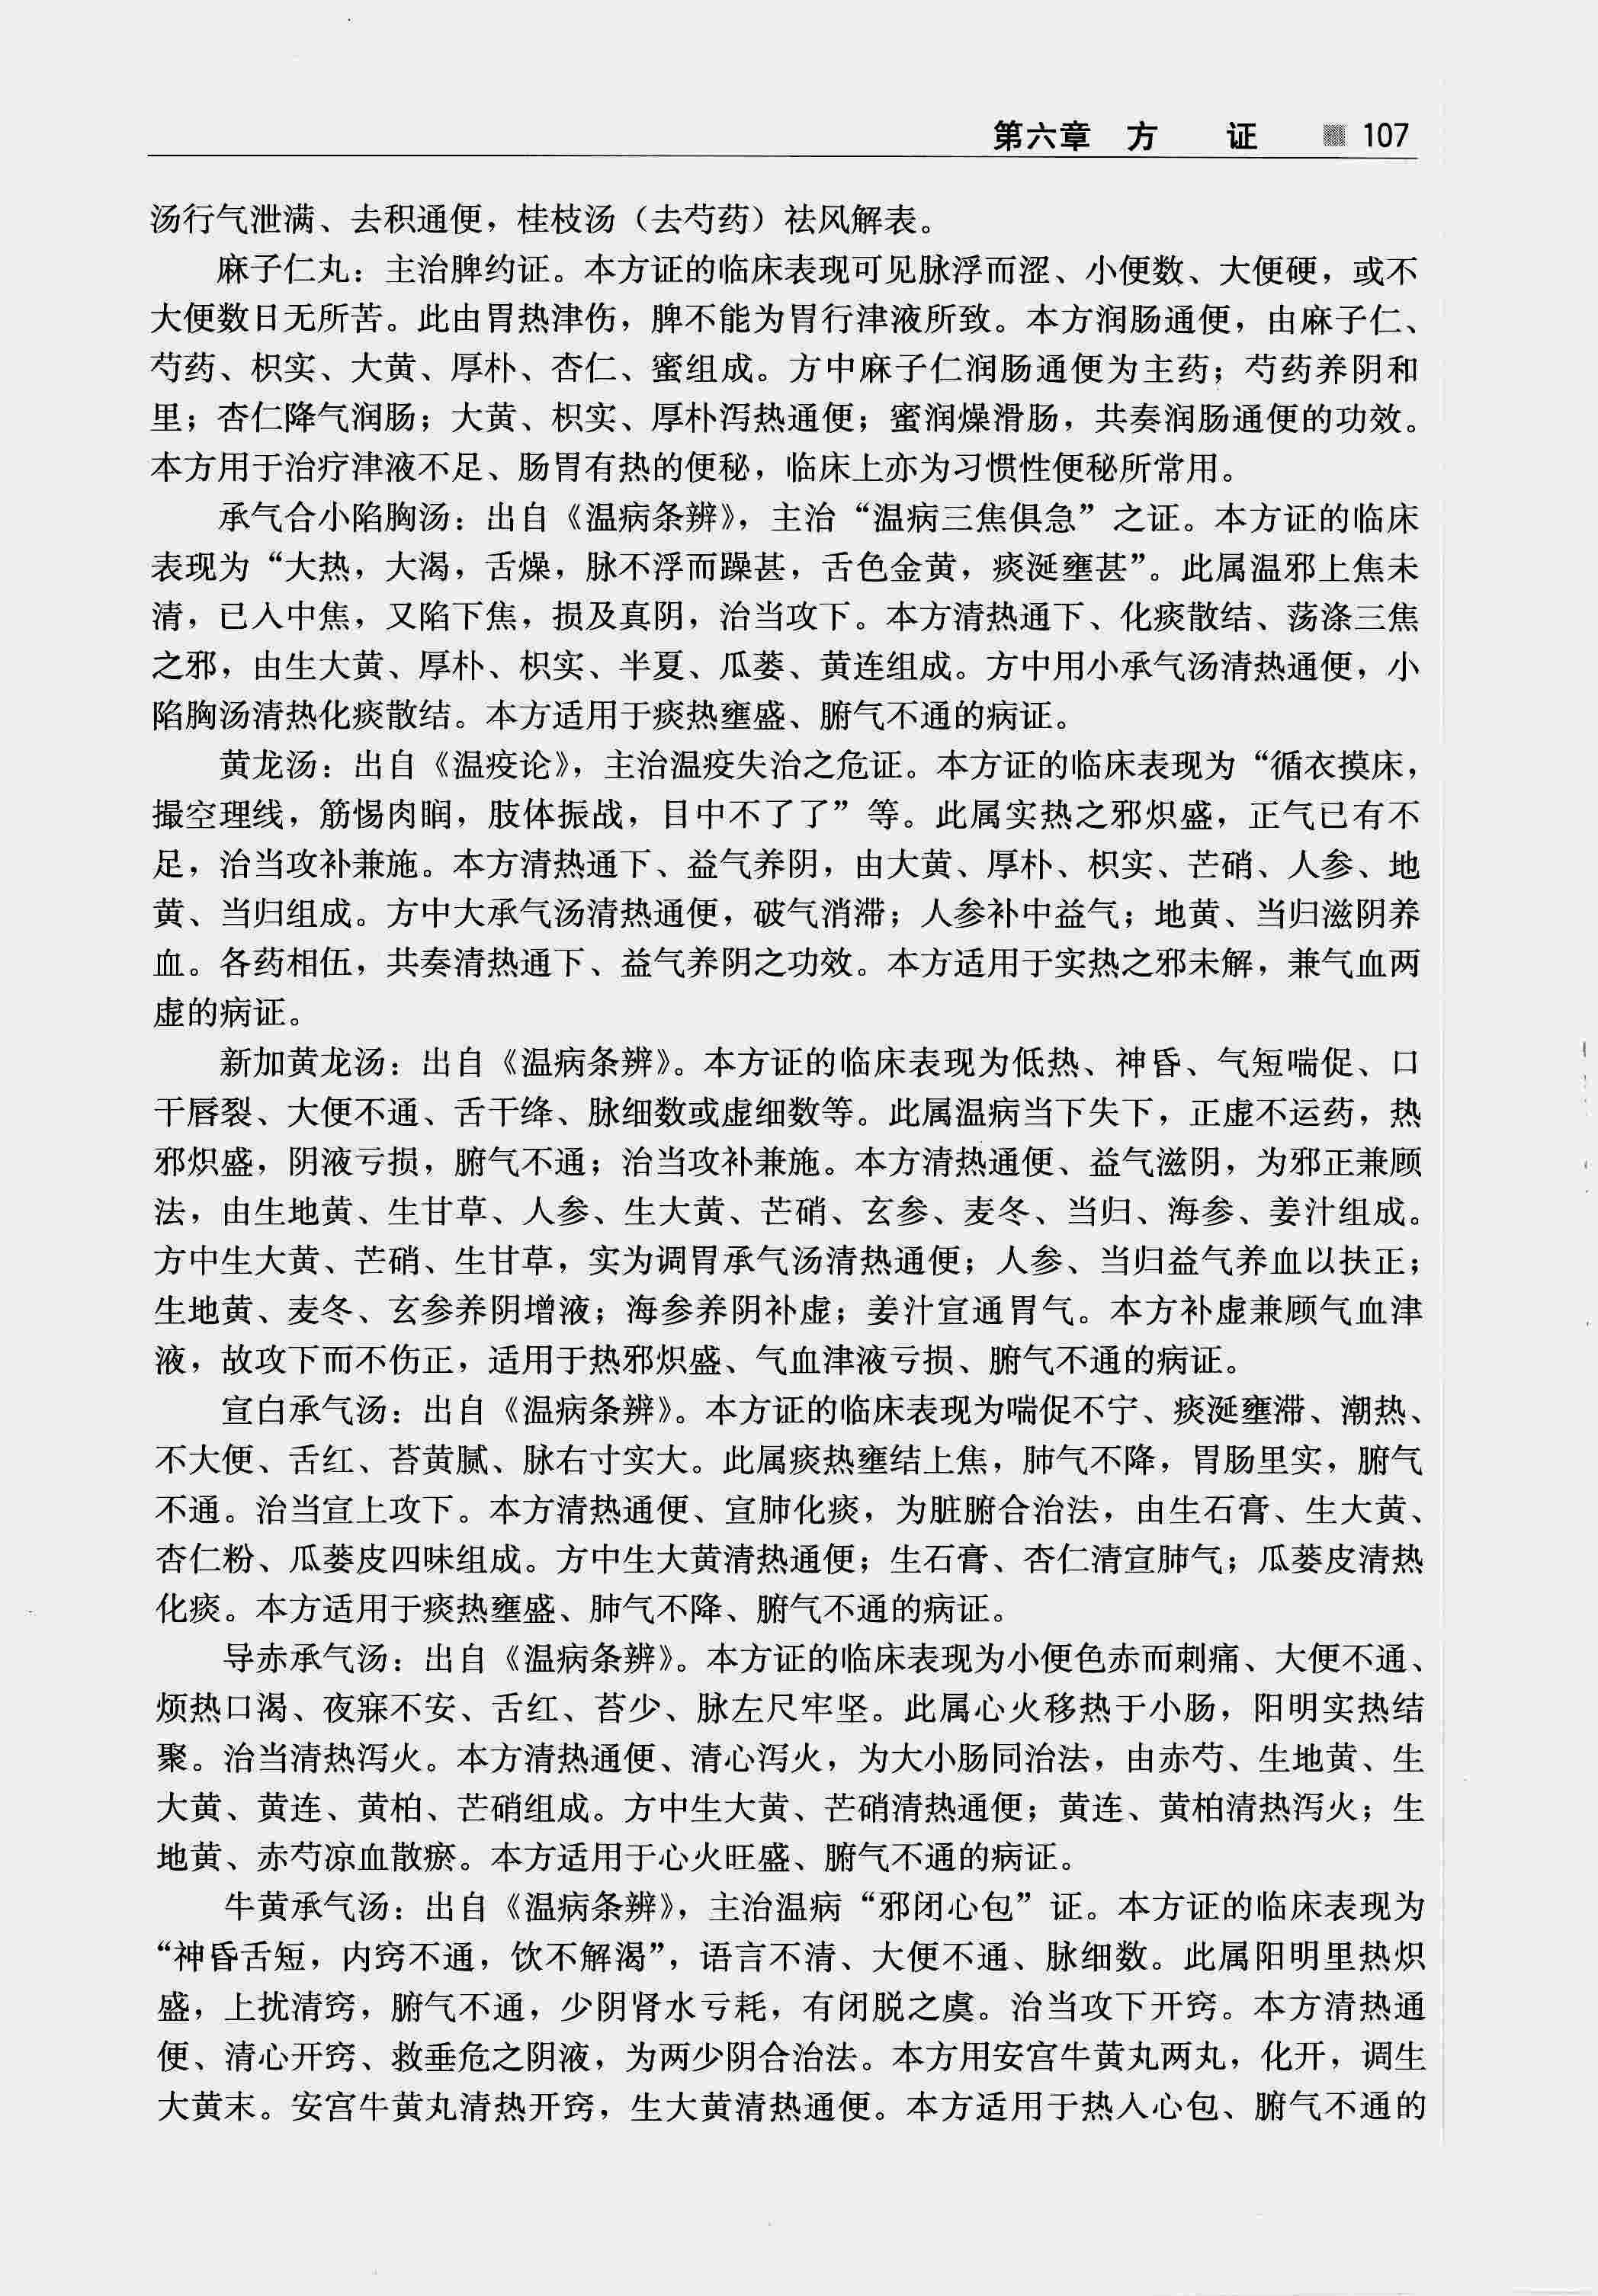 第六章 方 证 107
汤行气泄满、去积通便，桂枝汤（去芍药）祛风解表。
麻子仁丸：主治脾约证。本方证的临床表现可见脉浮而涩、小便数、大便硬，或不
大便数日无所苦。此由胃热津伤，脾不能为胃行津液所致。本方润肠通便，由麻子仁、
芍药、枳实、大黄、厚朴、杏仁、蜜组成。方中麻子仁润肠通便为主药；芍药养阴和
里；杏仁降气润肠；大黄、枳实、厚朴泻热通便；蜜润燥滑肠，共奏润肠通便的功效。
本方用于治疗津液不足、肠胃有热的便秘，临床上亦为习惯性便秘所常用。
承气合小陷胸汤：出自《温病条辨》，主治“温病三焦俱急”之证。本方证的临床
表现为“大热，大渴，舌燥，脉不浮而躁甚，舌色金黄，痰涎壅甚”。此属温邪上焦未
清，已入中焦，又陷下焦，损及真阴，治当攻下。本方清热通下、化痰散结、荡涤三焦
之邪，由生大黄、厚朴、枳实、半夏、瓜蒌、黄连组成。方中用小承气汤清热通便，小
陷胸汤清热化痰散结。本方适用于痰热壅盛、腑气不通的病证。
黄龙汤：出自《温疫论》，主治温疫失治之危证。本方证的临床表现为“循衣摸床，
撮空理线，筋惕肉瞤，肢体振战，目中不了了”等。此属实热之邪炽盛，正气已有不
足，治当攻补兼施。本方清热通下、益气养阴，由大黄、厚朴、枳实、芒硝、人参、地
黄、当归组成。方中大承气汤清热通便，破气消滞；人参补中益气；地黄、当归滋阴养
血。各药相伍，共奏清热通下、益气养阴之功效。本方适用于实热之邪未解，兼气血两
虚的病证。
新加黄龙汤：出自《温病条辨》。本方证的临床表现为低热、神昏、气短喘促、口
干唇裂、大便不通、舌干绛、脉细数或虚细数等。此属温病当下失下，正虚不运药，热
邪炽盛，阴液亏损，腑气不通；治当攻补兼施。本方清热通便、益气滋阴，为邪正兼顾
法，由生地黄、生甘草、人参、生大黄、芒硝、玄参、麦冬、当归、海参、姜汁组成。
方中生大黄、芒硝、生甘草，实为调胃承气汤清热通便；人参、当归益气养血以扶正；
生地黄、麦冬、玄参养阴增液；海参养阴补虚；姜汁宣通胃气。本方补虚兼顾气血津
液，故攻下而不伤正，适用于热邪炽盛、气血津液亏损、腑气不通的病证。
宣白承气汤：出自《温病条辨》。本方证的临床表现为喘促不宁、痰涎壅滞、潮热、
不大便、舌红、苔黄腻、脉右寸实大。此属痰热壅结上焦，肺气不降，胃肠里实，腑气
不通。治当宣上攻下。本方清热通便、宣肺化痰，为脏腑合治法，由生石膏、生大黄、
杏仁粉、瓜蒌皮四味组成。方中生大黄清热通便；生石膏、杏仁清宣肺气；瓜蒌皮清热
化痰。本方适用于痰热壅盛、肺气不降、腑气不通的病证。
导赤承气汤：出自《温病条辨》。本方证的临床表现为小便色赤而刺痛、大便不通、
烦热口渴、夜寐不安、舌红、苔少、脉左尺牢坚。此属心火移热于小肠，阳明实热结
聚。治当清热泻火。本方清热通便、清心泻火，为大小肠同治法，由赤芍、生地黄、生
大黄、黄连、黄柏、芒硝组成。方中生大黄、芒硝清热通便；黄连、黄柏清热泻火；生
地黄、赤芍凉血散瘀。本方适用于心火旺盛、腑气不通的病证。
牛黄承气汤：出自《温病条辨》，主治温病“邪闭心包”证。本方证的临床表现为
“神昏舌短，内窍不通，饮不解渴”，语言不清、大便不通、脉细数。此属阳明里热炽
盛，上扰清窍，腑气不通，少阴肾水亏耗，有闭脱之虞。治当攻下开窍。本方清热通
便、清心开窍、救垂危之阴液，为两少阴合治法。本方用安宫牛黄丸两丸，化开，调生
大黄末。安宫牛黄丸清热开窍，生大黄清热通便。本方适用于热入心包、腑气不通的